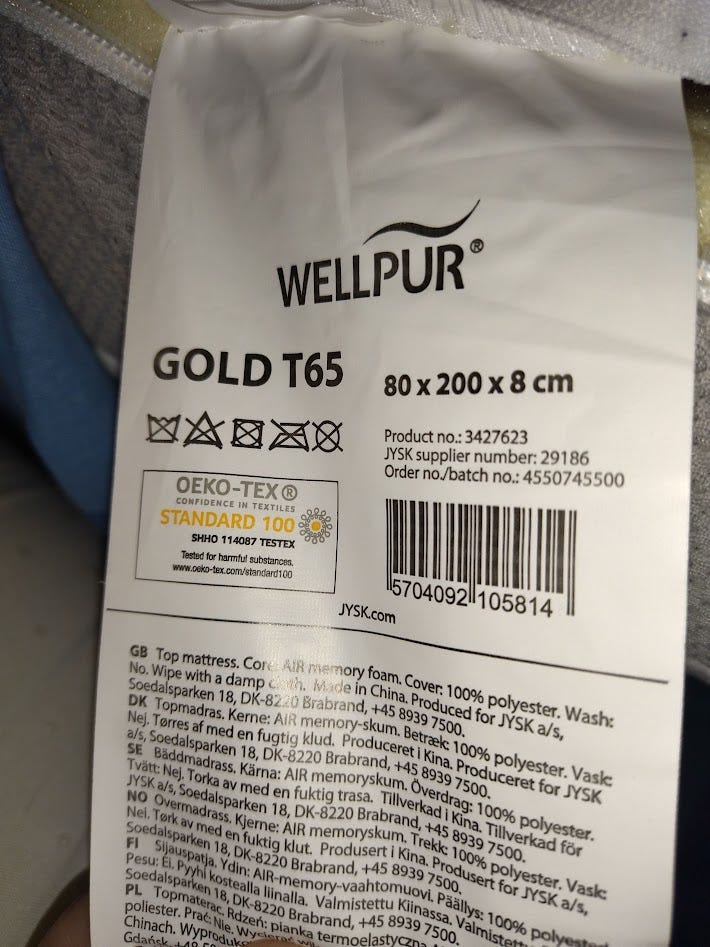 WELLPUR®
GOLD T65
80 x 200 x 8 cm
Product no.: 3427623
JYSK supplier number: 29186
Order no./batch no.: 4550745500
OEKO-TEX®
CONFIDENCE IN TEXTILES
STANDARD 100
SHHO 114087 TESTEX
Tested for harmful substances.
www.oeko-tex.com/standard100
5704092 105814
JYSK.com
GB Top mattress. Core: AIR memory foam. Cover: 100% polyester. Wash:
No. Wipe with a damp cloth. Made in China. Produced for JYSK a/s,
Soedalsparken 18, DK-8220 Brabrand, +45 8939 7500.
DK Topmadras. Kerne: AIR memory-skum. Betræk: 100% polyester. Vask:
Nej. Tørres af med en fugtig klud. Produceret i Kina. Produceret for JYSK
a/s, Soedalsparken 18, DK-8220 Brabrand, +45 8939 7500.
SE Bäddmadrass. Kärna: AIR memoryskum. Överdrag: 100% polyester.
Tvätt: Nej. Torka av med en fuktig trasa. Tillverkad i Kina. Tillverkad för
JYSK a/s, Soedalsparken 18, DK-8220 Brabrand, +45 8939 7500.
NO Overmadrass. Kjerne: AIR memoryskum. Trekk: 100% polyester. Vask:
Nei. Tørk av med en fuktig klut. Produsert i Kina. Produsert for JYSK a/s,
Soedalsparken 18, DK-8220 Brabrand, +45 8939 7500.
FI Sijauspatja. Ydin: AIR-memory-vaahtomuovi. Päällys: 100% polyester
Pesu: Ei. Pyyhi kostealla liinalla. Valmistettu Kiinassa.
Soedalsparken 18, DK-8220 Brabrand, +45 8939 7500.
PL Topmaterac. Rdzeń: pianka termoelastyczna
poliester. Prać: Nie.
Chinach.
Gdańsk,